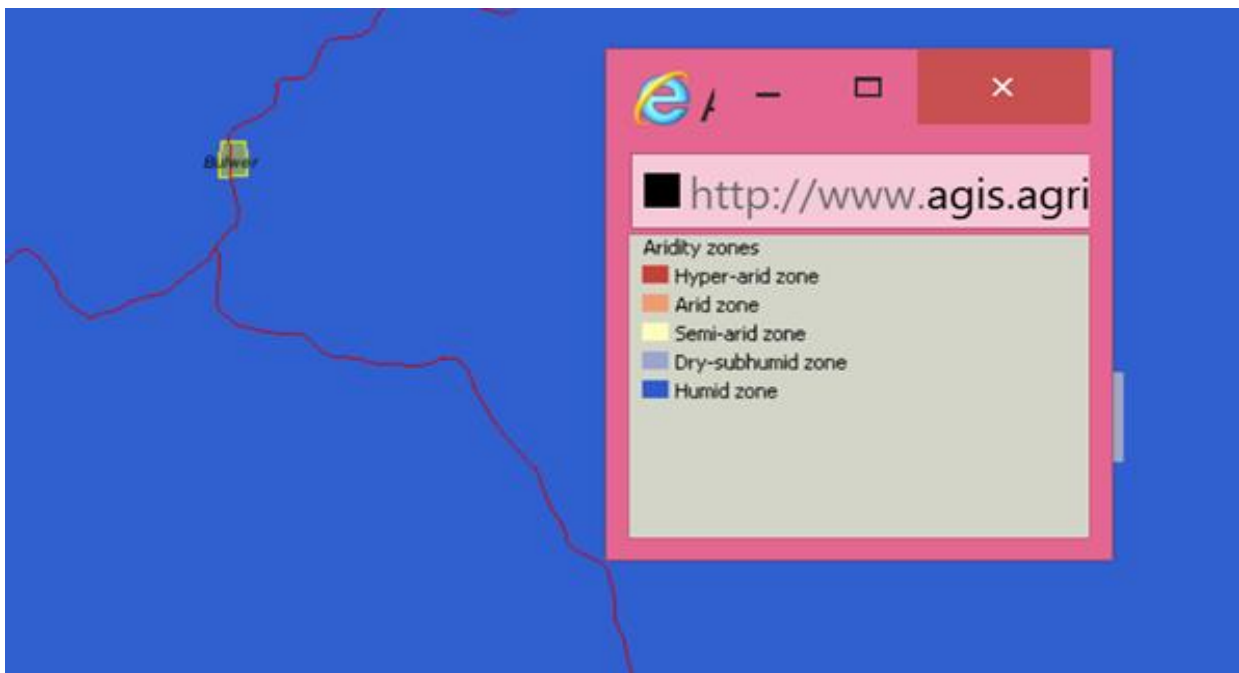 Bulwer
A
http://www.agis.agri
Aridity zones
Hyper-arid zone
Arid zone
Semi-arid zone
Dry-subhumid zone
Humid zone